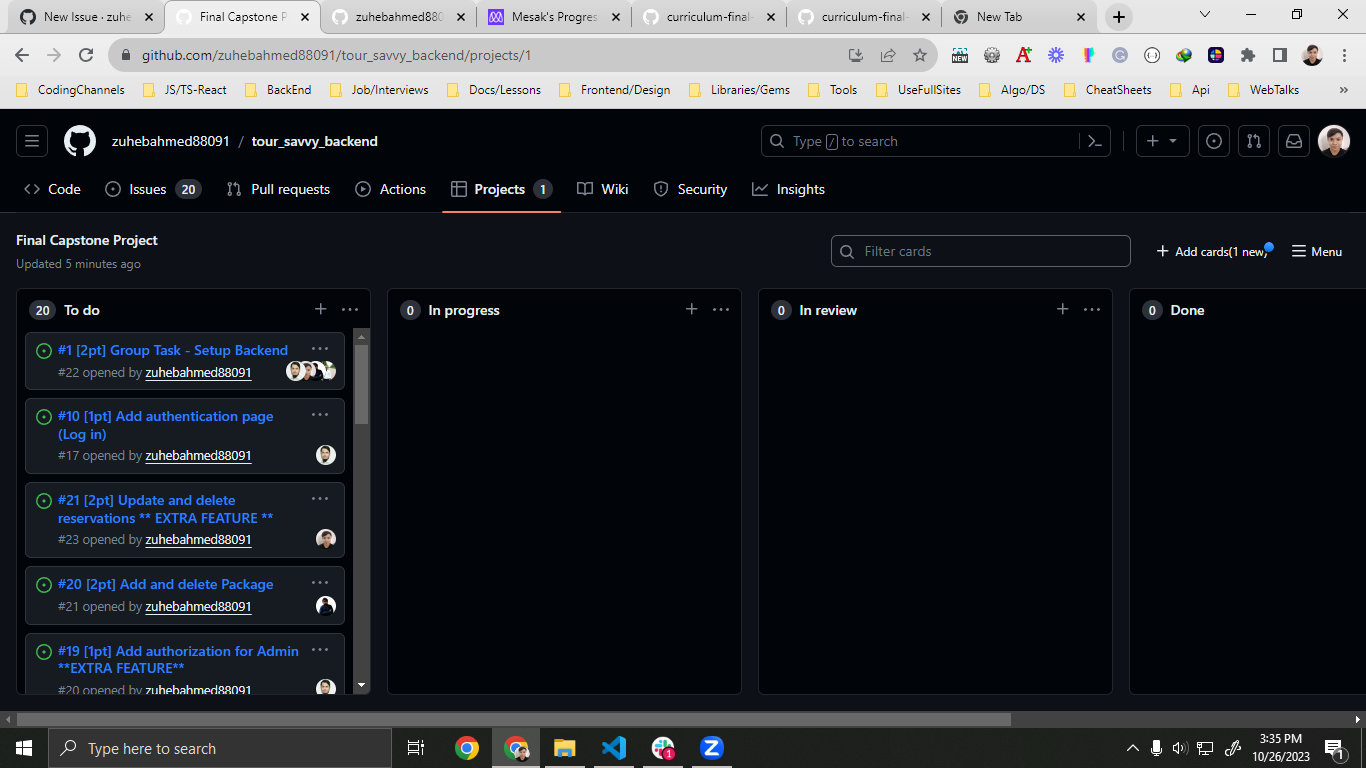 New Issue · zuhe
Final Capstone P
zuhebahmed880
Mesak's Progres
curriculum-final-
curriculum-final-
New Tab
github.com/zuhebahmed88091/tour_savvy_backend/projects/1
NEW
CodingChannels
JS/TS-React
BackEnd
Job/Interviews
Docs/Lessons
Frontend/Design
Libraries/Gems
Tools
UseFullSites
Algo/DS
CheatSheets
Api
WebTalks
»
zuhebahmed88091 / tour_savvy_backend
Type / to search
Code
Issues 20
Pull requests
Actions
Projects 1
Wiki
Security
Insights
Final Capstone Project
Updated 5 minutes ago
Filter cards
Add cards(1 new)
Menu
20 To do
#1 [2pt] Group Task - Setup Backend
#22 opened by zuhebahmed88091
#10 [1pt] Add authentication page
(Log in)
#17 opened by zuhebahmed88091
#21 [2pt] Update and delete
reservations ** EXTRA FEATURE **
#23 opened by zuhebahmed88091
#20 [2pt] Add and delete Package
#21 opened by zuhebahmed88091
#19 [1pt] Add authorization for Admin
**EXTRA FEATURE**
#20 opened by zuhebahmed88091
0 In progress
0 In review
0 Done
Type here to search
1
3:35 PM
10/26/2023
1